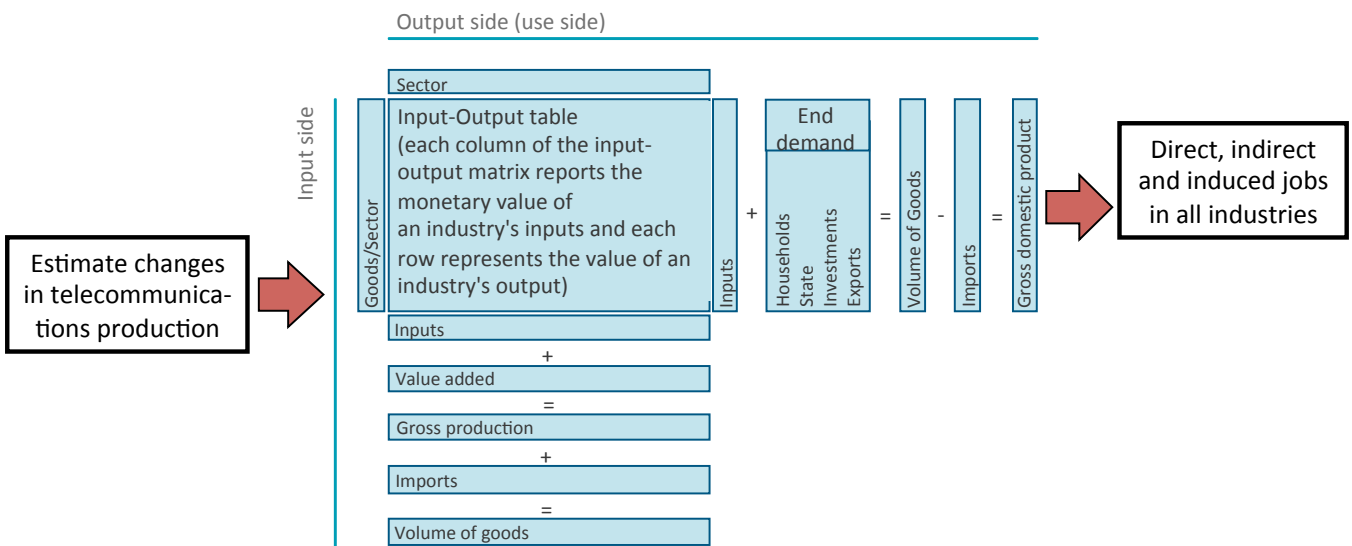 Output side (use side)
Input side
Sector
Goods/Sector
Input-Output table
(each column of the input-
output matrix reports the
monetary value of
an industry's inputs and each
row represents the value of an
industry's output)
Inputs
+
End
demand
Households
State
Investments
Exports
=
Volume of Goods
-
Imports
=
Gross domestic product
Direct, indirect
and induced jobs
in all industries
Estimate changes
in telecommunica-
tions production
Inputs
+
Value added
=
Gross production
+
Imports
=
Volume of goods